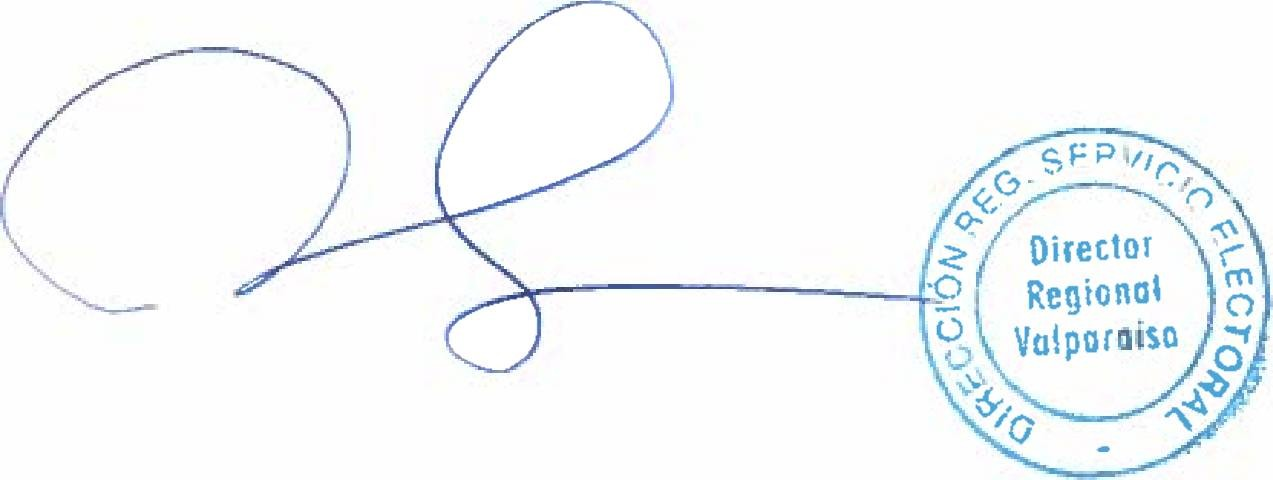 DIRECCIÓN REG. SERVICIO ELECTORAL
Director
Regional
Valparaiso